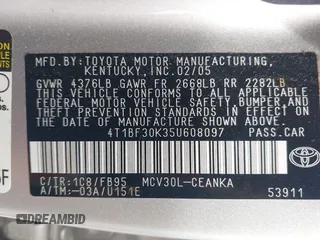 MFD.BY:TOYOTA MOTOR MANUFACTURING,
KENTUCKY,INC.02/05
GVWR 4376LB GAWR FR 2668LB RR 2282LB
THIS VEHICLE CONFORMS TO ALL APPLICABLE
FEDERAL MOTOR VEHICLE SAFETY, BUMPER,
AND THEFT PREVENTION STANDARDS IN EFFECT
ON THE DATE OF MANUFACTURE SHOWN ABOVE.
4T1BF30K35U608097 PASS.CAR
C/TR:1C8/FB95 MCV30L-CEANKA
A/TM:-03A/U151E
53911
TOYOTA
DREAMBID